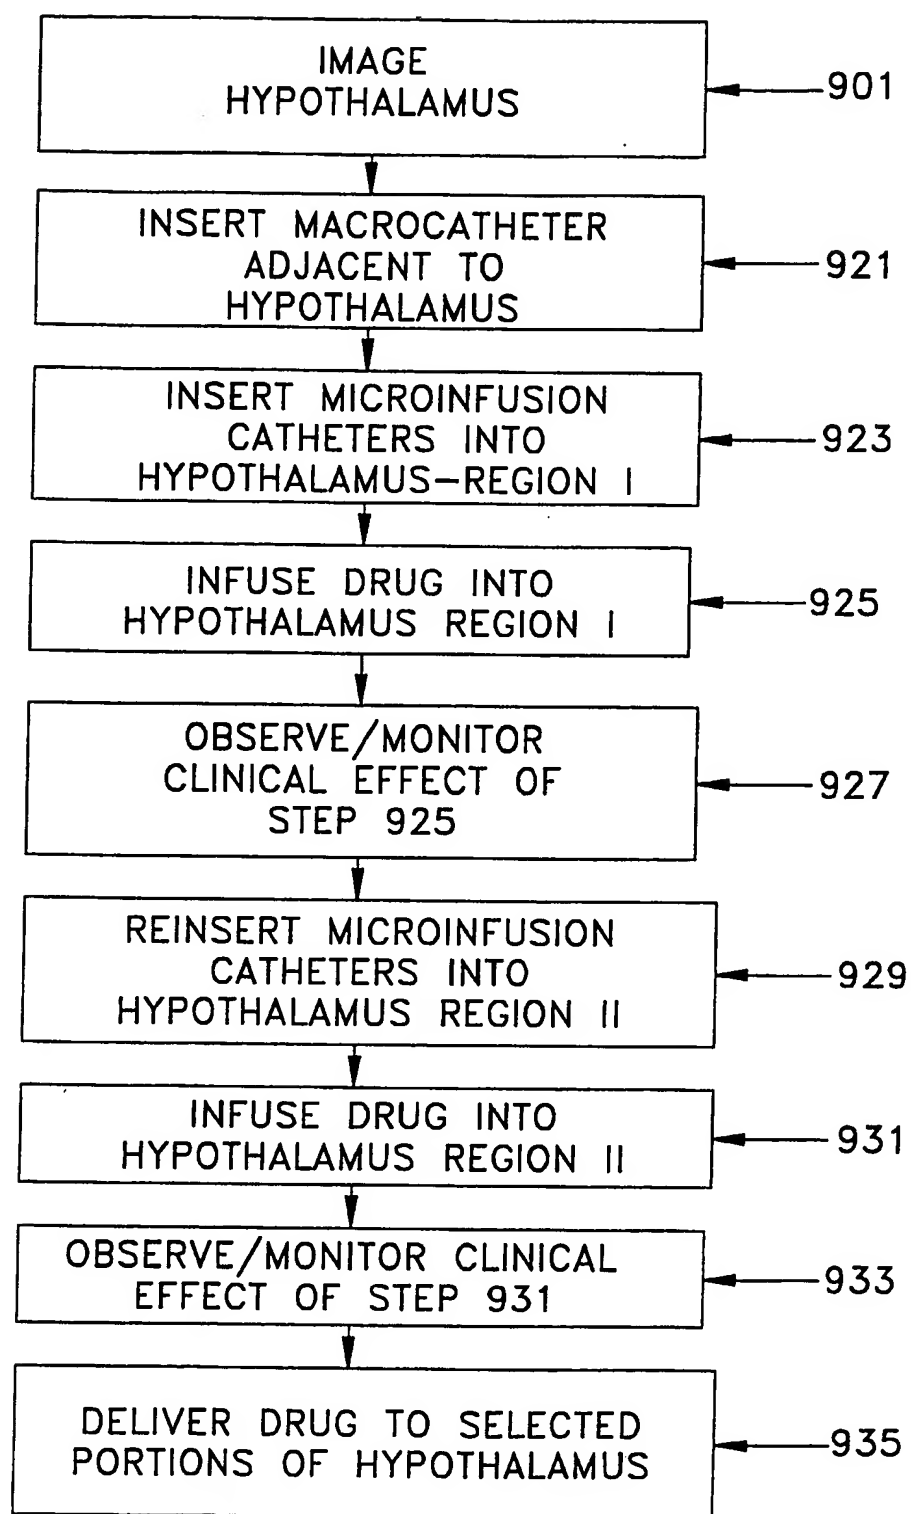 IMAGE
HYPOTHALAMUS
901
INSERT MACROCATHETER
ADJACENT TO
HYPOTHALAMUS
921
INSERT MICROINFUSION
CATHETERS INTO
HYPOTHALAMUS-REGION I
923
INFUSE DRUG INTO
HYPOTHALAMUS REGION I
925
OBSERVE/MONITOR
CLINICAL EFFECT OF
STEP 925
927
REINSERT MICROINFUSION
CATHETERS INTO
HYPOTHALAMUS REGION II
929
INFUSE DRUG INTO
HYPOTHALAMUS REGION II
931
OBSERVE/MONITOR CLINICAL
EFFECT OF STEP 931
933
DELIVER DRUG TO SELECTED
PORTIONS OF HYPOTHALAMUS
935